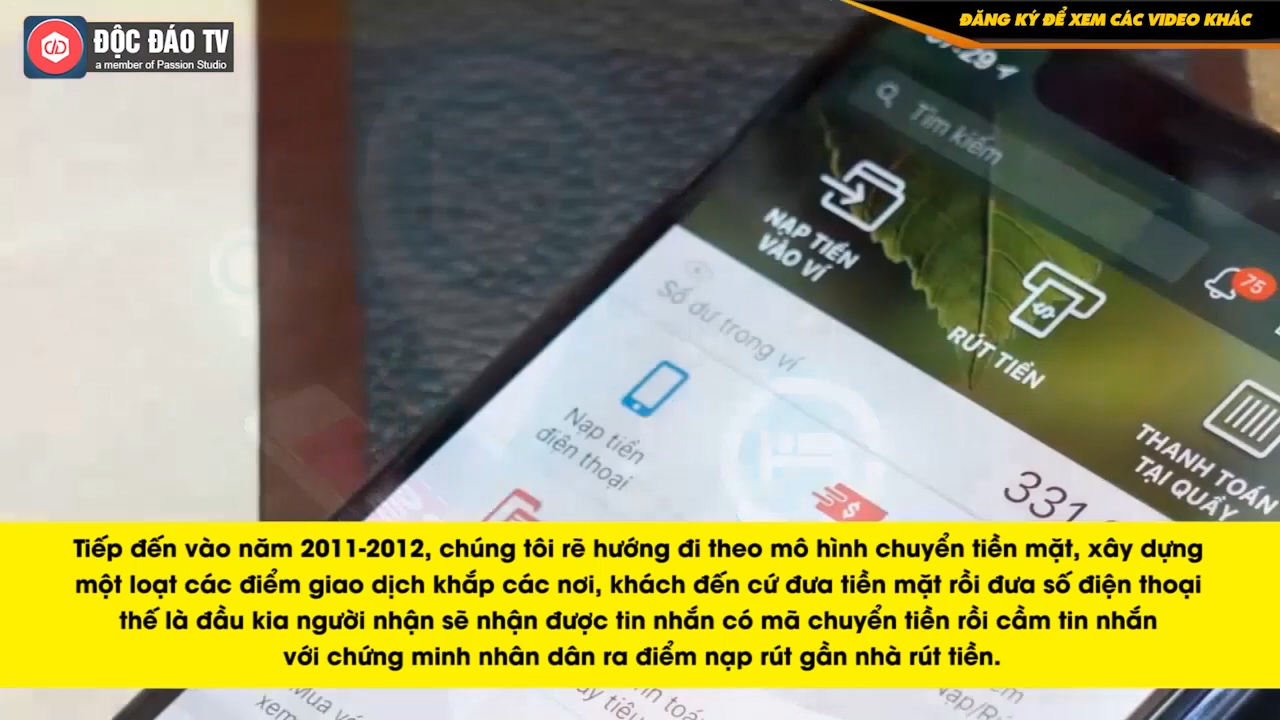 ĐỘC ĐÁO TV
a member of Passion Studio
ĐĂNG KÝ ĐỂ XEM CÁC VIDEO KHÁC
Tìm kiếm
75
NẠP TIỀN
VÀO VÍ
RÚT TIỀN
THANH TOÁN
TẠI QUẦY
Số dư trong ví
331
Nạp tiền
điện thoại
Tiếp đến vào năm 2011-2012, chúng tôi rẽ hướng đi theo mô hình chuyển tiền mặt, xây dựng
một loạt các điểm giao dịch khắp các nơi, khách đến cứ đưa tiền mặt rồi đưa số điện thoại
thế là đầu kia người nhận sẽ nhận được tin nhắn có mã chuyển tiền rồi cầm tin nhắn
với chứng minh nhân dân ra điểm nạp rút gần nhà rút tiền.
Mua vé
xem